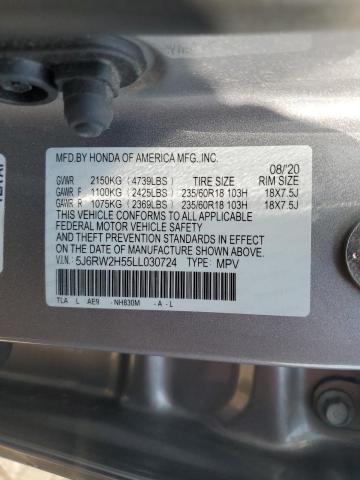 MFD.BY HONDA OF AMERICA MFG.,INC. 08/'20
GVWR 2150KG (4739LBS) TIRE SIZE RIM SIZE
GAWR F 1100KG (2425LBS) 235/60R18 103H 18X7.5J
GAWR R 1075KG (2369LBS) 235/60R18 103H 18X7.5J
THIS VEHICLE CONFORMS TO ALL APPLICABLE
FEDERAL MOTOR VEHICLE SAFETY
AND THEFT PREVENTION STANDARDS IN EFFECT
ON THE DATE OF MANUFACTURE SHOWN ABOVE.
V.I.N.: 5J6RW2H55LL030724 TYPE: MPV
TLA L AE9 - NH830M - A - L